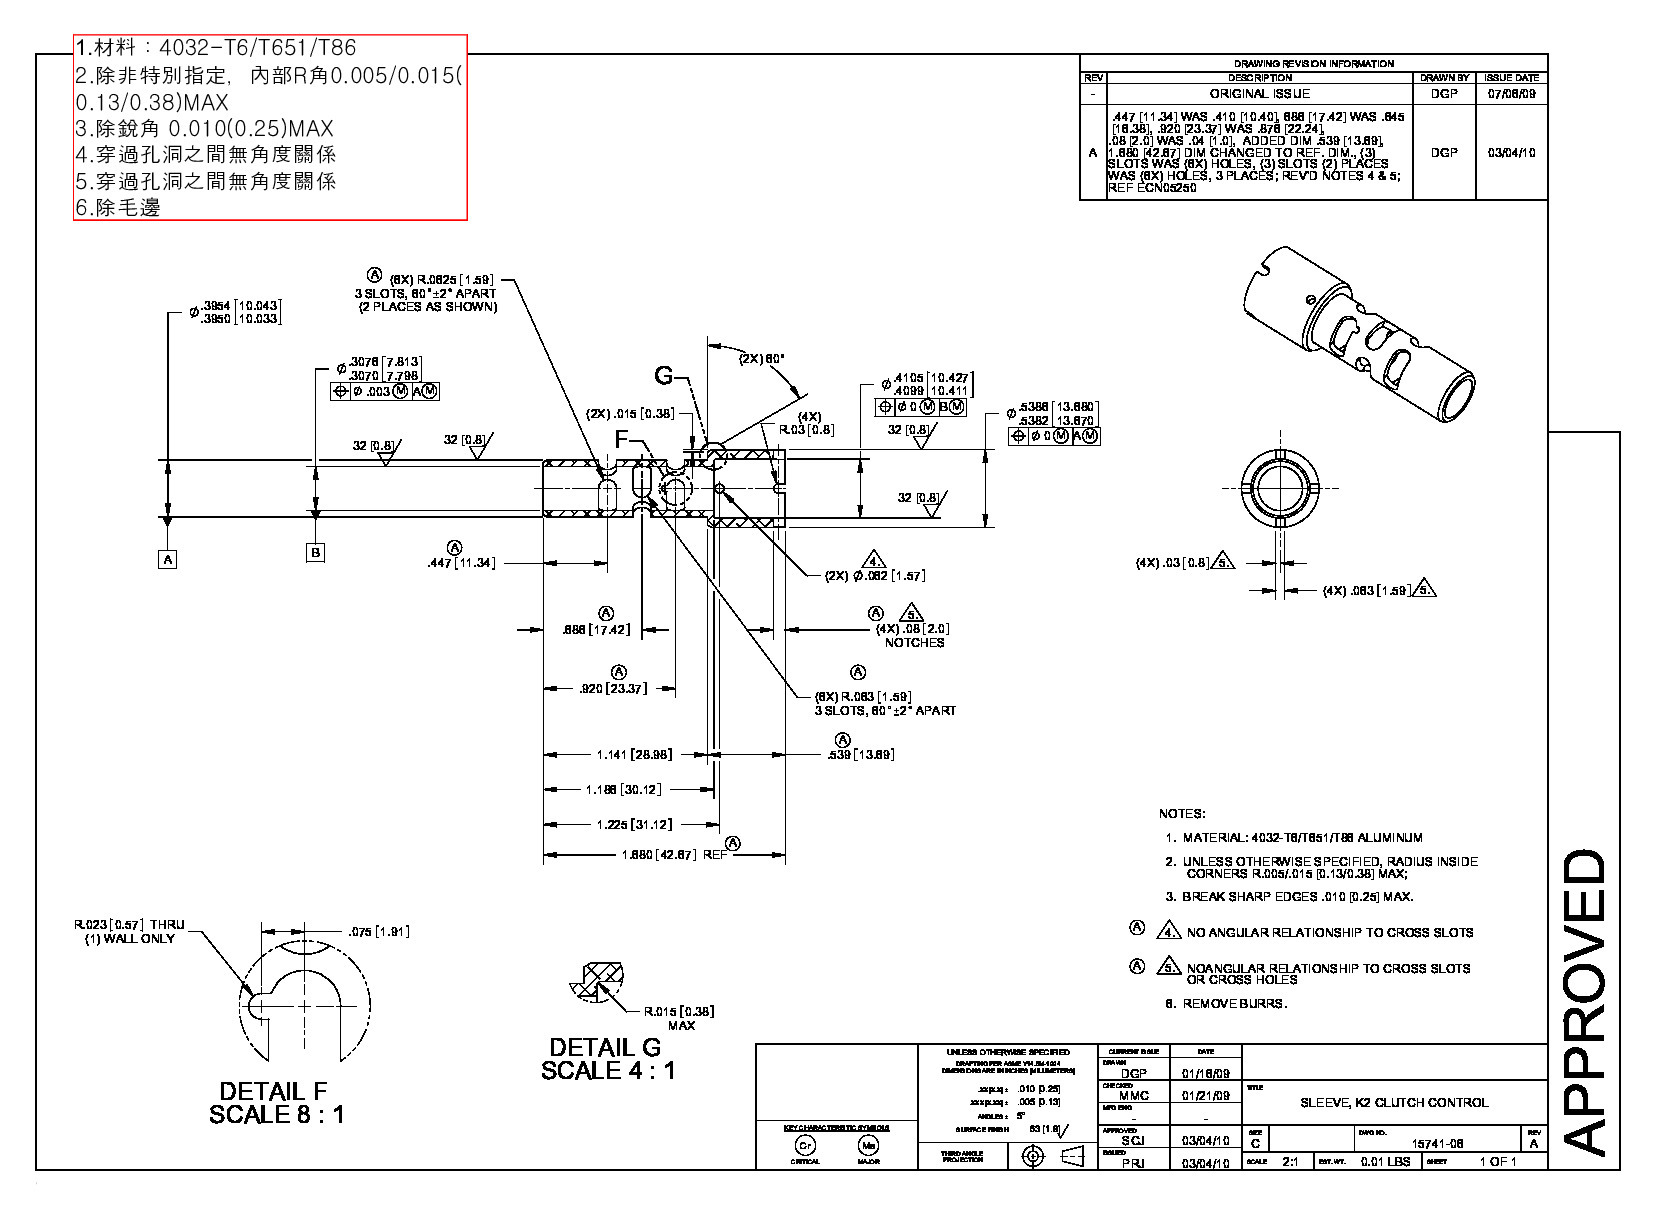 1.材料：4032-T6/T651/T86
2.除非特別指定, 內部R角0.005/0.015(
0.13/0.38)MAX
3.除銳角 0.010(0.25)MAX
4.穿過孔洞之間無角度關係
5.穿過孔洞之間無角度關係
6.除毛邊
DRAWING REVISION INFORMATION
REV DESCRIPTION DRAWN BY ISSUE DATE
- ORIGINAL ISSUE DGP 07/06/09
.447 [11.34] WAS .410 [10.40], .686 [17.42] WAS .645
[16.38], .920 [23.37] WAS .876 [22.24],
.08 [2.0] WAS .04 [1.0], ADDED DIM .539 [13.69],
A 1.680 [42.67] DIM CHANGED TO REF. DIM., (3) DGP 03/04/10
SLOTS WAS (6X) HOLES, (3) SLOTS (2) PLACES
WAS (6X) HOLES, 3 PLACES; REV'D NOTES 4 & 5;
REF ECN05250
A (6X) R.0625 [1.59]
3 SLOTS, 60°±2° APART
(2 PLACES AS SHOWN)
Ø .3954 [10.043]
.3950 [10.033]
Ø .3076 [7.813]
.3070 [7.798]
⌖ Ø .003 Ⓜ A Ⓜ
(2X) 60°
G
Ø .4105 [10.427]
.4099 [10.411]
⌖ Ø 0 Ⓜ B Ⓜ
Ø .5386 [13.680]
.5382 [13.670]
⌖ Ø 0 Ⓜ A Ⓜ
(2X) .015 [0.38]
(4X)
R.03 [0.8]
F
32 [0.8]
32 [0.8]
32 [0.8]
32 [0.8]
A
B
A
.447 [11.34]
4.
(2X) Ø.062 [1.57]
(4X) .03 [0.8] 5.
(4X) .063 [1.59] 5.
A
.686 [17.42]
A 5.
(4X) .08 [2.0]
NOTCHES
A
.920 [23.37]
A
(6X) R.063 [1.59]
3 SLOTS, 60°±2° APART
1.141 [28.98]
A
.539 [13.69]
1.186 [30.12]
1.225 [31.12]
1.680 [42.67] REF A
NOTES:
1. MATERIAL: 4032-T6/T651/T86 ALUMINUM
2. UNLESS OTHERWISE SPECIFIED, RADIUS INSIDE
CORNERS R.005/.015 [0.13/0.38] MAX;
3. BREAK SHARP EDGES .010 [0.25] MAX.
A 4. NO ANGULAR RELATIONSHIP TO CROSS SLOTS
A 5. NOANGULAR RELATIONSHIP TO CROSS SLOTS
OR CROSS HOLES
6. REMOVE BURRS.
R.023 [0.57] THRU
(1) WALL ONLY
.075 [1.91]
DETAIL F
SCALE 8 : 1
R.015 [0.38]
MAX
DETAIL G
SCALE 4 : 1
APPROVED
KEY CHARACTERISTIC SYMBOLS
Cr Ma
CRITICAL MAJOR
UNLESS OTHERWISE SPECIFIED
DRAFTING PER ASME Y14.5M-1994
DIMENSIONS ARE IN INCHES [MILLIMETERS]
.xx[x.x] ± .010 [0.25]
.xxx[x.xx] ± .005 [0.13]
ANGLES ± 5°
SURFACE FINISH 63 [1.6]
THIRD ANGLE
PROJECTION
CURRENT ISSUE DATE
DRAWN DGP 01/16/09
CHECKED MMC 01/21/09
MFG ENG - -
APPROVED SCJ 03/04/10
ISSUED PRJ 03/04/10
TITLE
SLEEVE, K2 CLUTCH CONTROL
SIZE C DWG NO. 15741-06 REV A
SCALE 2:1 EST. WT. 0.01 LBS SHEET 1 OF 1